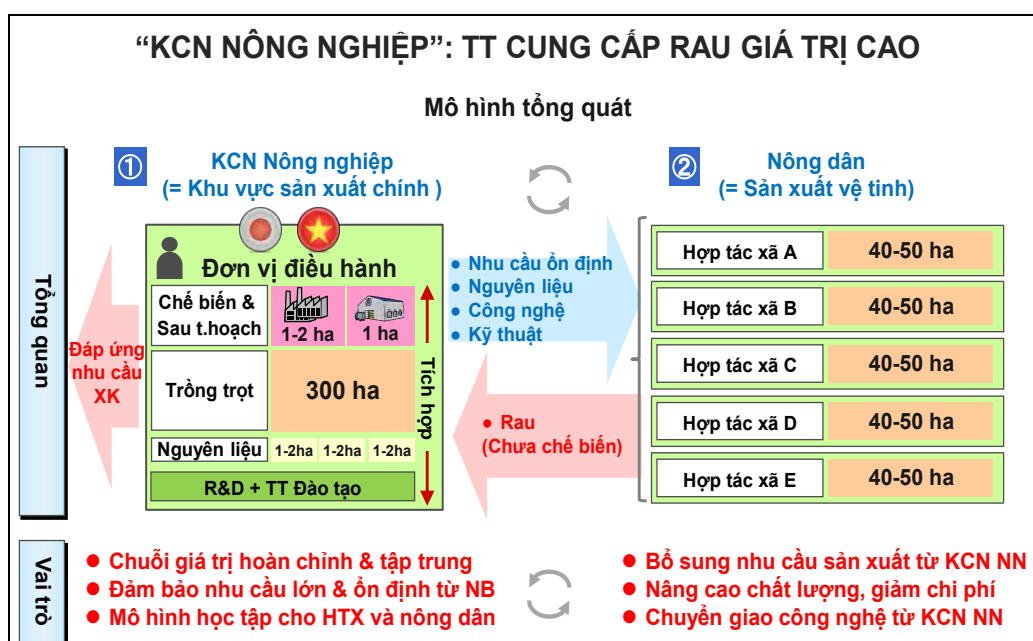 “KCN NÔNG NGHIỆP”: TT CUNG CẤP RAU GIÁ TRỊ CAO
Mô hình tổng quát
Tổng quan
①
KCN Nông nghiệp
(= Khu vực sản xuất chính )
②
Nông dân
(= Sản xuất vệ tinh)
Đáp ứng
nhu cầu
XK
Đơn vị điều hành
Chế biến &
Sau t.hoạch
1-2 ha
1 ha
Trồng trọt
300 ha
Nguyên liệu
1-2ha
1-2ha
1-2ha
R&D + TT Đào tạo
Tích hợp
● Nhu cầu ổn định
● Nguyên liệu
● Công nghệ
● Kỹ thuật
● Rau
(Chưa chế biến)
Hợp tác xã A
40-50 ha
Hợp tác xã B
40-50 ha
Hợp tác xã C
40-50 ha
Hợp tác xã D
40-50 ha
Hợp tác xã E
40-50 ha
Vai trò
● Chuỗi giá trị hoàn chỉnh & tập trung
● Đảm bảo nhu cầu lớn & ổn định từ NB
● Mô hình học tập cho HTX và nông dân
● Bổ sung nhu cầu sản xuất từ KCN NN
● Nâng cao chất lượng, giảm chi phí
● Chuyển giao công nghệ từ KCN NN